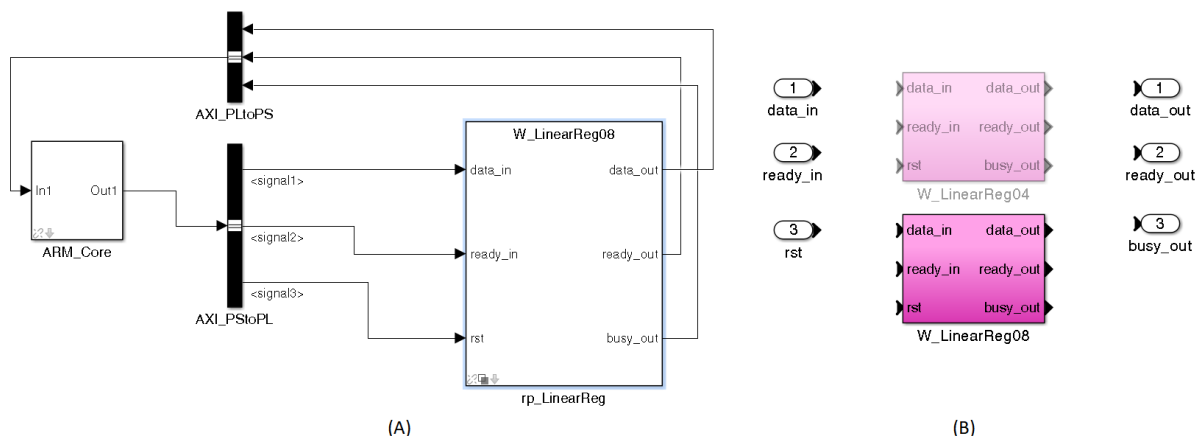 AXI_PLtoPS
In1
Out1
ARM_Core
<signal1>
<signal2>
<signal3>
AXI_PStoPL
W_LinearReg08
data_in
data_out
ready_in
ready_out
rst
busy_out
rp_LinearReg
(A)
1
data_in
2
ready_in
3
rst
data_in
data_out
ready_in
ready_out
rst
busy_out
W_LinearReg04
data_in
data_out
ready_in
ready_out
rst
busy_out
W_LinearReg08
1
data_out
2
ready_out
3
busy_out
(B)